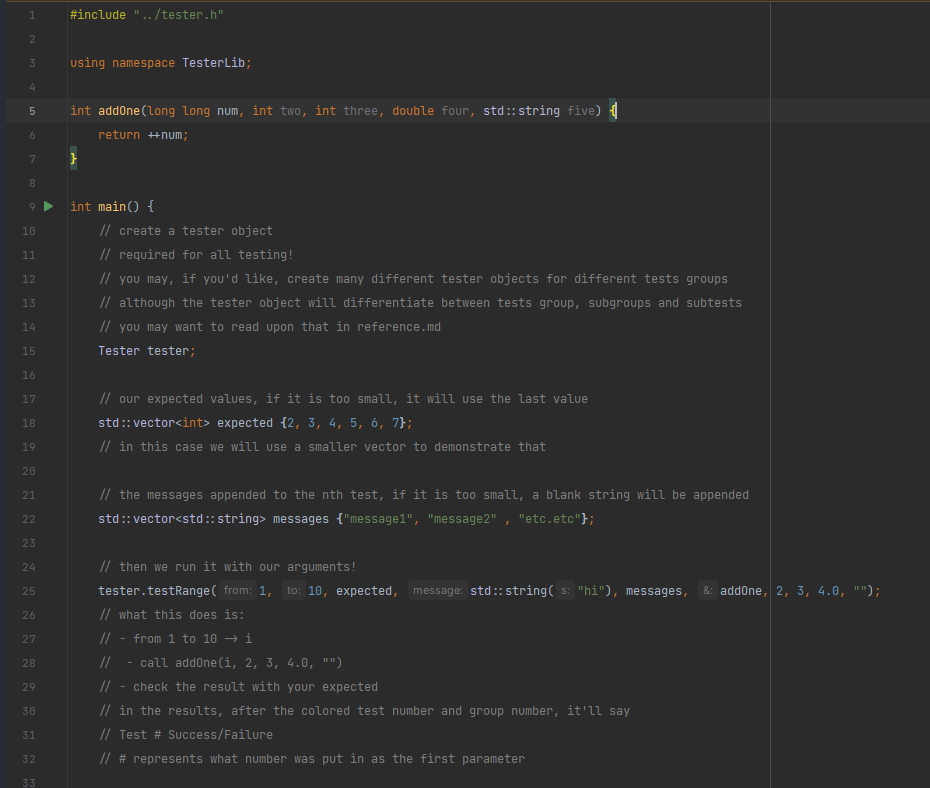 1 #include "../tester.h"
2
3 using namespace TesterLib;
4
5 int addOne(long long num, int two, int three, double four, std::string five) {
6 return ++num;
7 }
8
9 int main() {
10 // create a tester object
11 // required for all testing!
12 // you may, if you'd like, create many different tester objects for different tests groups
13 // although the tester object will differentiate between tests group, subgroups and subtests
14 // you may want to read upon that in reference.md
15 Tester tester;
16
17 // our expected values, if it is too small, it will use the last value
18 std::vector<int> expected {2, 3, 4, 5, 6, 7};
19 // in this case we will use a smaller vector to demonstrate that
20
21 // the messages appended to the nth test, if it is too small, a blank string will be appended
22 std::vector<std::string> messages {"message1", "message2" , "etc.etc"};
23
24 // then we run it with our arguments!
25 tester.testRange( from: 1, to: 10, expected, message: std::string( s: "hi"), messages, &: addOne, 2, 3, 4.0, "");
26 // what this does is:
27 // - from 1 to 10 -> i
28 //  - call addOne(i, 2, 3, 4.0, "")
29 // - check the result with your expected
30 // in the results, after the colored test number and group number, it'll say
31 // Test # Success/Failure
32 // # represents what number was put in as the first parameter
33